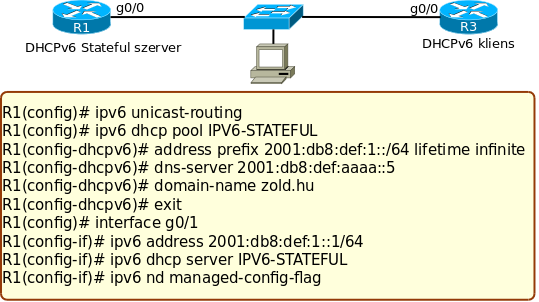 g0/0
g0/0
R1
R3
DHCPv6 Stateful szerver
DHCPv6 kliens
R1(config)# ipv6 unicast-routing
R1(config)# ipv6 dhcp pool IPV6-STATEFUL
R1(config-dhcpv6)# address prefix 2001:db8:def:1::/64 lifetime infinite
R1(config-dhcpv6)# dns-server 2001:db8:def:aaaa::5
R1(config-dhcpv6)# domain-name zold.hu
R1(config-dhcpv6)# exit
R1(config)# interface g0/1
R1(config-if)# ipv6 address 2001:db8:def:1::1/64
R1(config-if)# ipv6 dhcp server IPV6-STATEFUL
R1(config-if)# ipv6 nd managed-config-flag